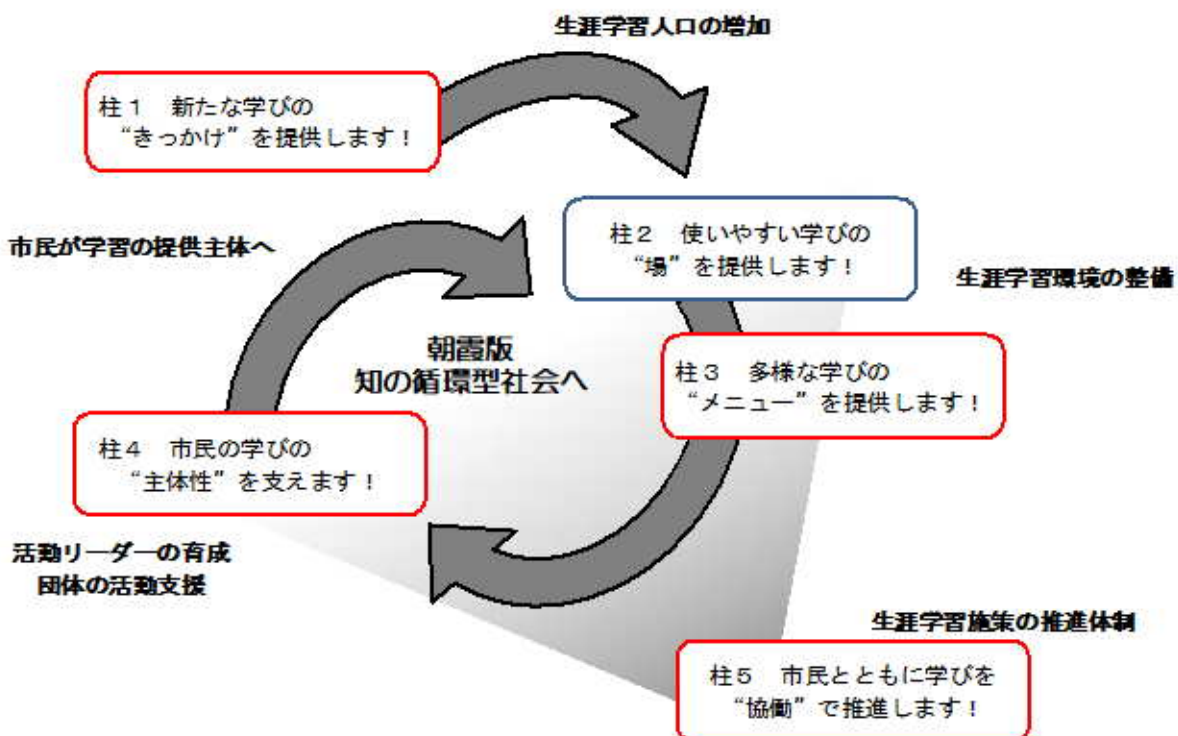 生涯学習人口の増加
柱１　新たな学びの
“きっかけ”を提供します！
市民が学習の提供主体へ
柱２　使いやすい学びの
“場”を提供します！
生涯学習環境の整備
朝霞版
知の循環型社会へ
柱３　多様な学びの
“メニュー”を提供します！
柱４　市民の学びの
“主体性”を支えます！
活動リーダーの育成
団体の活動支援
生涯学習施策の推進体制
柱５　市民とともに学びを
“協働”で推進します！